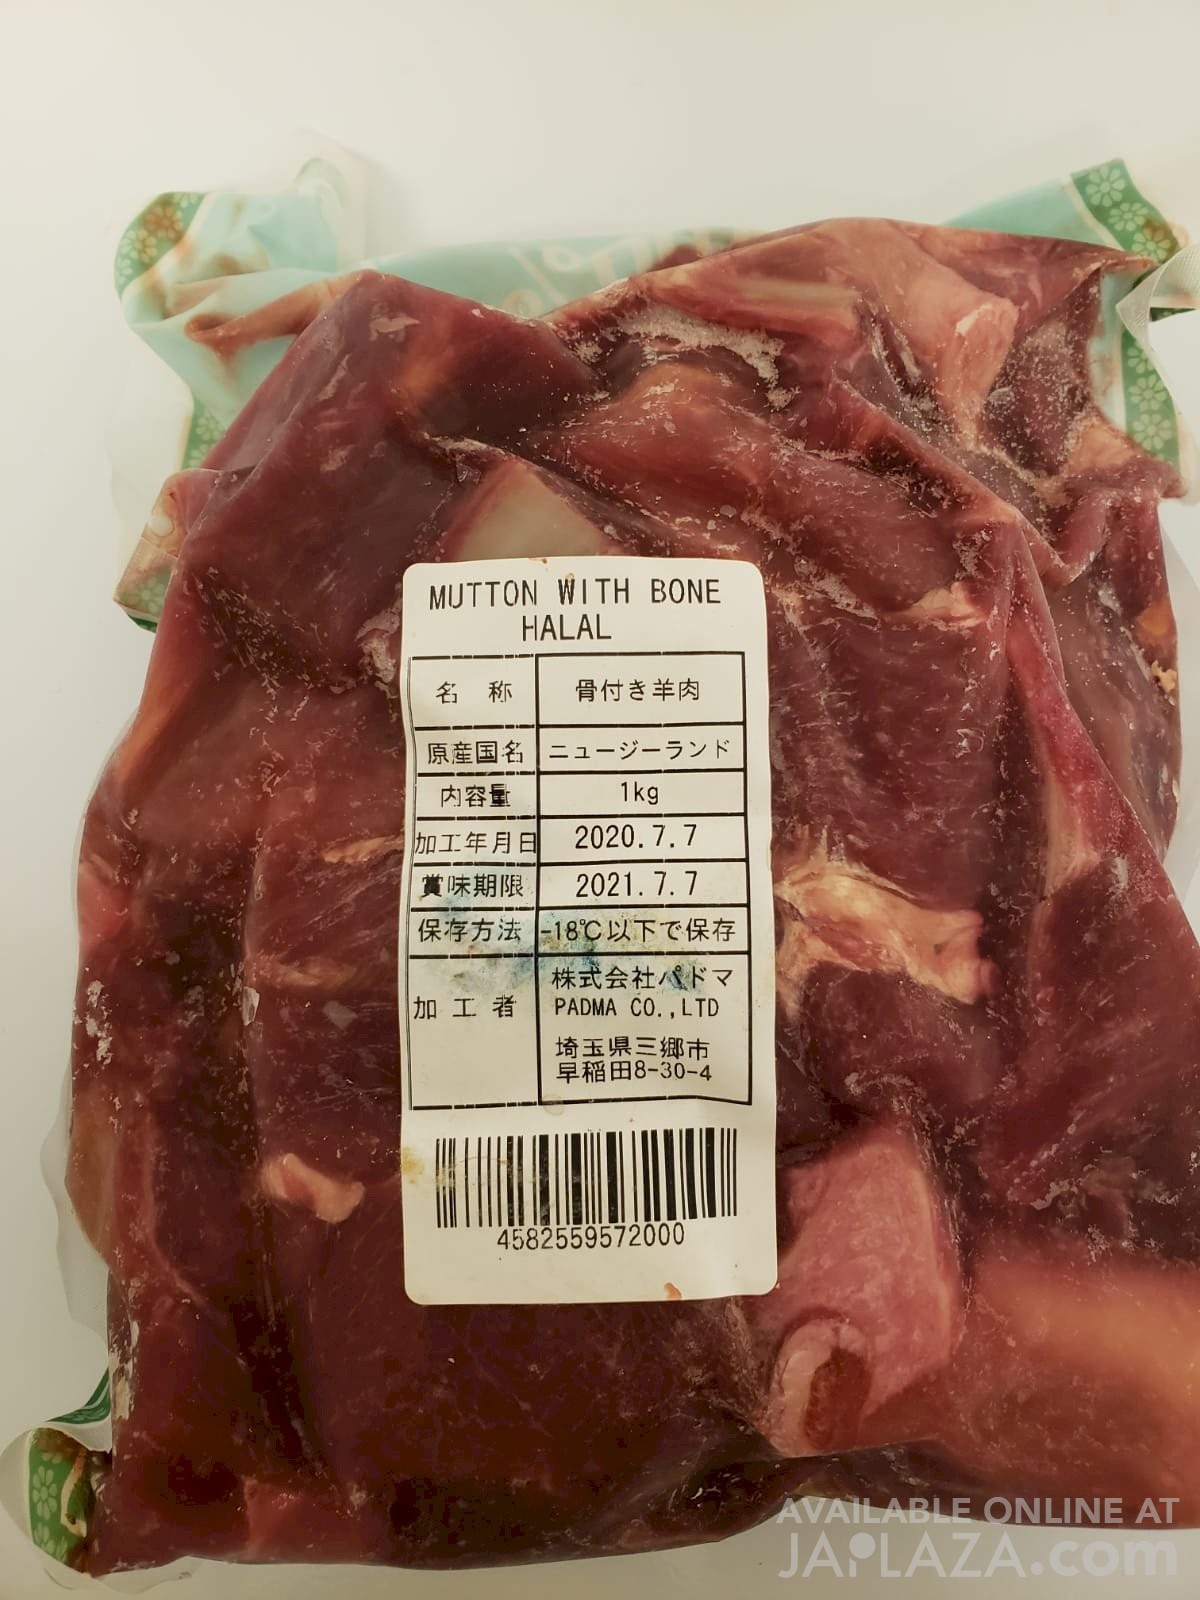 MUTTON WITH BONE
HALAL
名 称 骨付き羊肉
原産国名 ニュージーランド
内容量 1kg
加工年月日 2020.7.7
賞味期限 2021.7.7
保存方法 -18℃以下で保存
加工者 株式会社パドマ
PADMA CO.,LTD
埼玉県三郷市
早稲田8-30-4
4582559572000
AVAILABLE ONLINE AT
JAPLAZA.com